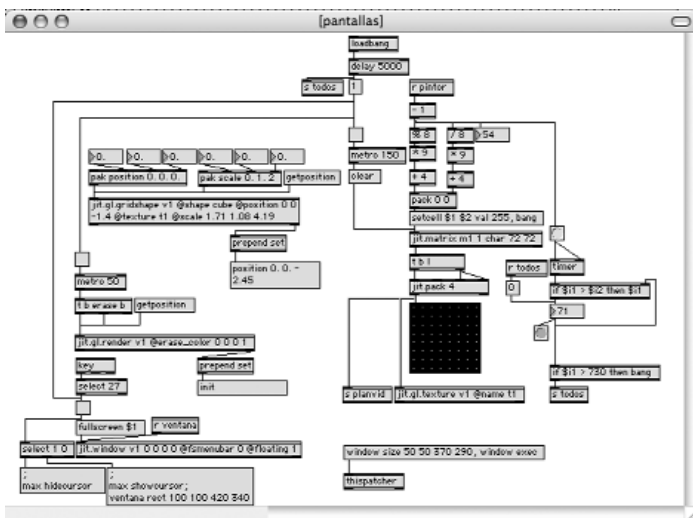 [pantallas]
loadbang
delay 5000
s todos
1
r pintor
- 1
% 8
/ 8
54
0.
0.
0.
0.
0.
0.
metro 150
* 9
* 9
pak position 0. 0. 0.
pak scale 0. 1. 2
getposition
clear
+ 4
+ 4
pack 0 0
jit.gl.gridshape v1 @shape cube @position 0 0
-1.4 @texture t1 @scale 1.71 1.08 4.19
setcell $1 $2 val 255, bang
prepend set
jit.matrix m1 1 char 72 72
position 0. 0. -
2.45
t b l
r todos
timer
metro 50
jit.pack 4
0
if $i1 > $i2 then $i1
t b erase b
getposition
71
jit.gl.render v1 @erase_color 0 0 0 1
key
prepend set
if $i1 > 730 then bang
select 27
init
s planvid
jit.gl.texture v1 @name t1
s todos
fullscreen $1
r ventana
select 1 0
jit.window v1 0 0 0 0 @fsmenubar 0 @floating 1
window size 50 50 370 290, window exec
;
max hidecursor
;
max showcursor;
ventana rect 100 100 420 340
thispatcher